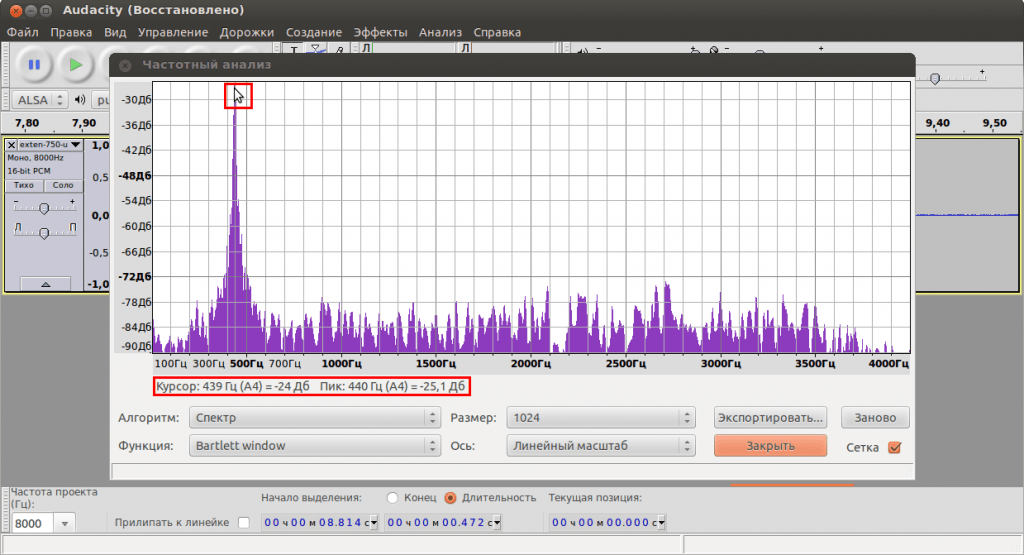 Audacity (Восстановлено)
Файл Правка Вид Управление Дорожки Создание Эффекты Анализ Справка
Л Л
Частотный анализ
ALSA
7,80 7,90 9,40 9,50
exten-750-u
Моно, 8000Hz
16-bit PCM
Тихо Соло
- +
Л П
1,0
0,5
0,0
-0,5
-1,0
-30Дб
-36Дб
-42Дб
-48Дб
-54Дб
-60Дб
-66Дб
-72Дб
-78Дб
-84Дб
-90Дб
100Гц 300Гц 500Гц 700Гц 1000Гц 1500Гц 2000Гц 2500Гц 3000Гц 3500Гц 4000Гц
Курсор: 439 Гц (A4) = -24 Дб Пик: 440 Гц (A4) = -25,1 Дб
Алгоритм: Спектр Размер: 1024 Экспортировать... Заново
Функция: Bartlett window Ось: Линейный масштаб Закрыть Сетка
Частота проекта
(Гц):
Начало выделения: Конец Длительность Текущая позиция:
8000 Прилипать к линейке 00 ч 00 м 08.814 с 00 ч 00 м 00.472 с 00 ч 00 м 00.000 с